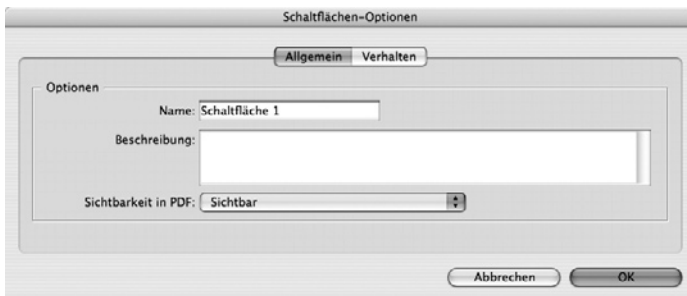 Schaltflächen-Optionen
Allgemein Verhalten
Optionen
Name: Schaltfläche 1
Beschreibung:
Sichtbarkeit in PDF: Sichtbar
Abbrechen OK